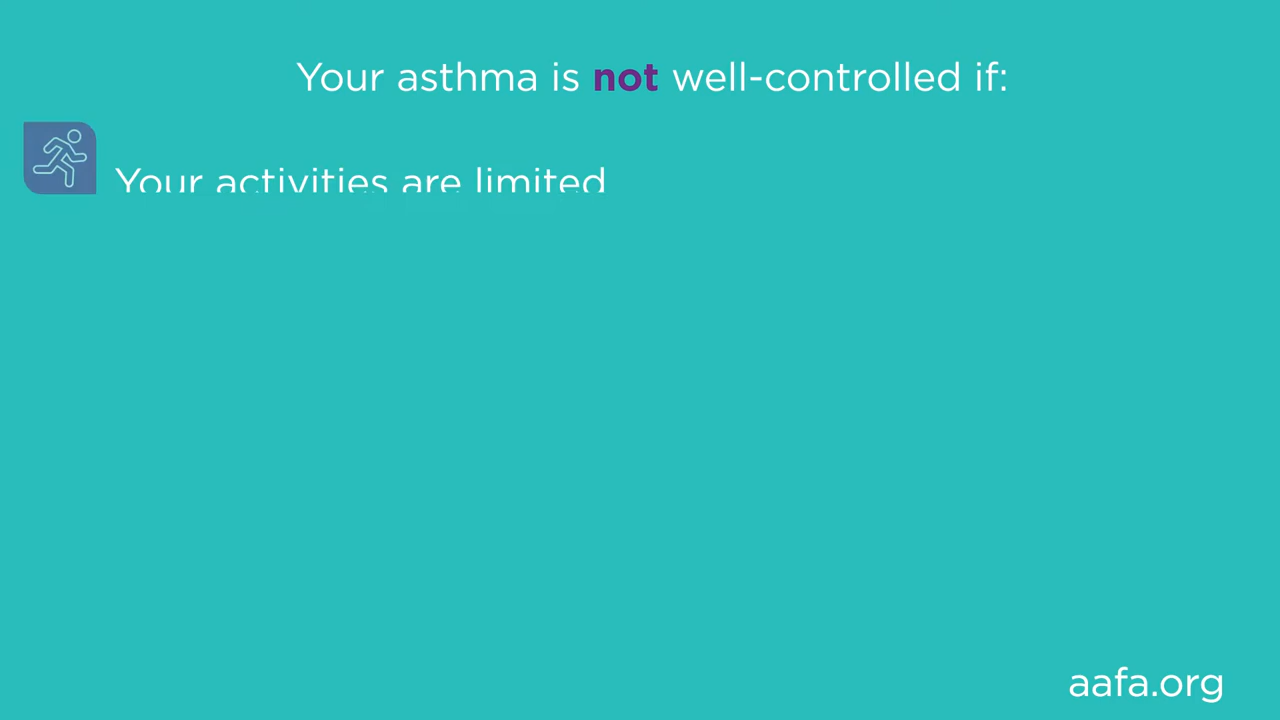 Your asthma is not well-controlled if:
Your activities are limited
aafa.org